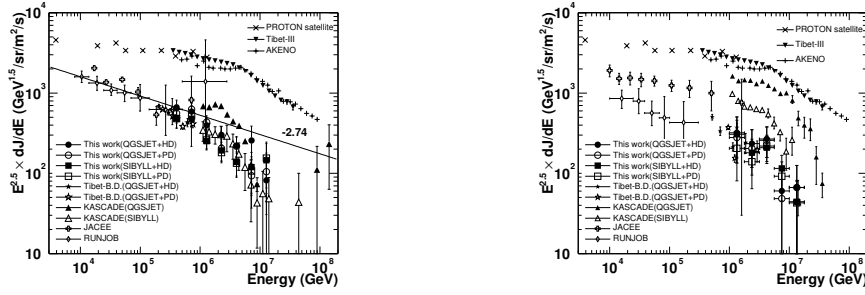 E^2.5 × dJ/dE (GeV^1.5/sr/m^2/s)
10^4
10^3
10^2
10
PROTON satellite
Tibet-III
AKENO
-2.74
This work(QGSJET+HD)
This work(QGSJET+PD)
This work(SIBYLL+HD)
This work(SIBYLL+PD)
Tibet-B.D.(QGSJET+HD)
Tibet-B.D.(QGSJET+PD)
KASCADE(QGSJET)
KASCADE(SIBYLL)
JACEE
RUNJOB
10^4 10^5 10^6 10^7 10^8
Energy (GeV)
E^2.5 × dJ/dE (GeV^1.5/sr/m^2/s)
10^4
10^3
10^2
10
PROTON satellite
Tibet-III
AKENO
This work(QGSJET+HD)
This work(QGSJET+PD)
This work(SIBYLL+HD)
This work(SIBYLL+PD)
Tibet-B.D.(QGSJET+HD)
Tibet-B.D.(QGSJET+PD)
KASCADE(QGSJET)
KASCADE(SIBYLL)
JACEE
RUNJOB
10^4 10^5 10^6 10^7 10^8
Energy (GeV)